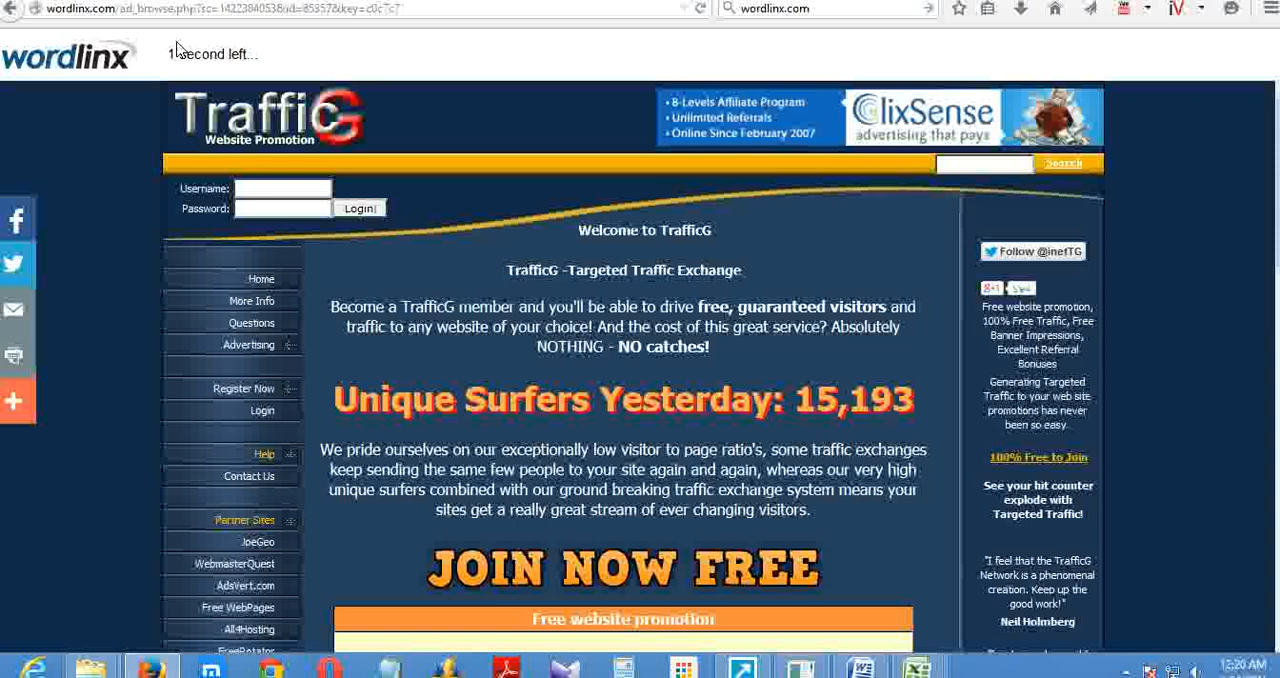 wordlinx.com/ad_browse.php?
wordlinx.com
wordlinx
1 second left...
TrafficG
Website Promotion
• 8-Levels Affiliate Program
• Unlimited Referrals
• Online Since February 2007
ClixSense
advertising that pays
Search
Username:
Password:
Login!
Welcome to TrafficG
TrafficG -Targeted Traffic Exchange
Become a TrafficG member and you'll be able to drive free, guaranteed visitors and
traffic to any website of your choice! And the cost of this great service? Absolutely
NOTHING - NO catches!
Unique Surfers Yesterday: 15,193
We pride ourselves on our exceptionally low visitor to page ratio's, some traffic exchanges
keep sending the same few people to your site again and again, whereas our very high
unique surfers combined with our ground breaking traffic exchange system means your
sites get a really great stream of ever changing visitors.
JOIN NOW FREE
Free website promotion
Home
More Info
Questions
Advertising
Register Now
Login
Help
Contact Us
Partner Sites
JoeGeo
WebmasterQuest
AdsVert.com
Free WebPages
All4Hosting
FreeRotator
Follow @inetTG
Free website promotion,
100% Free Traffic, Free
Banner Impressions,
Excellent Referral
Bonuses
Generating Targeted
Traffic to your web site
promotions has never
been so easy.
100% Free to Join
See your hit counter
explode with
Targeted Traffic!
"I feel that the TrafficG
Network is a phenomenal
creation. Keep up the
good work!"
Neil Holmberg
12:20 AM